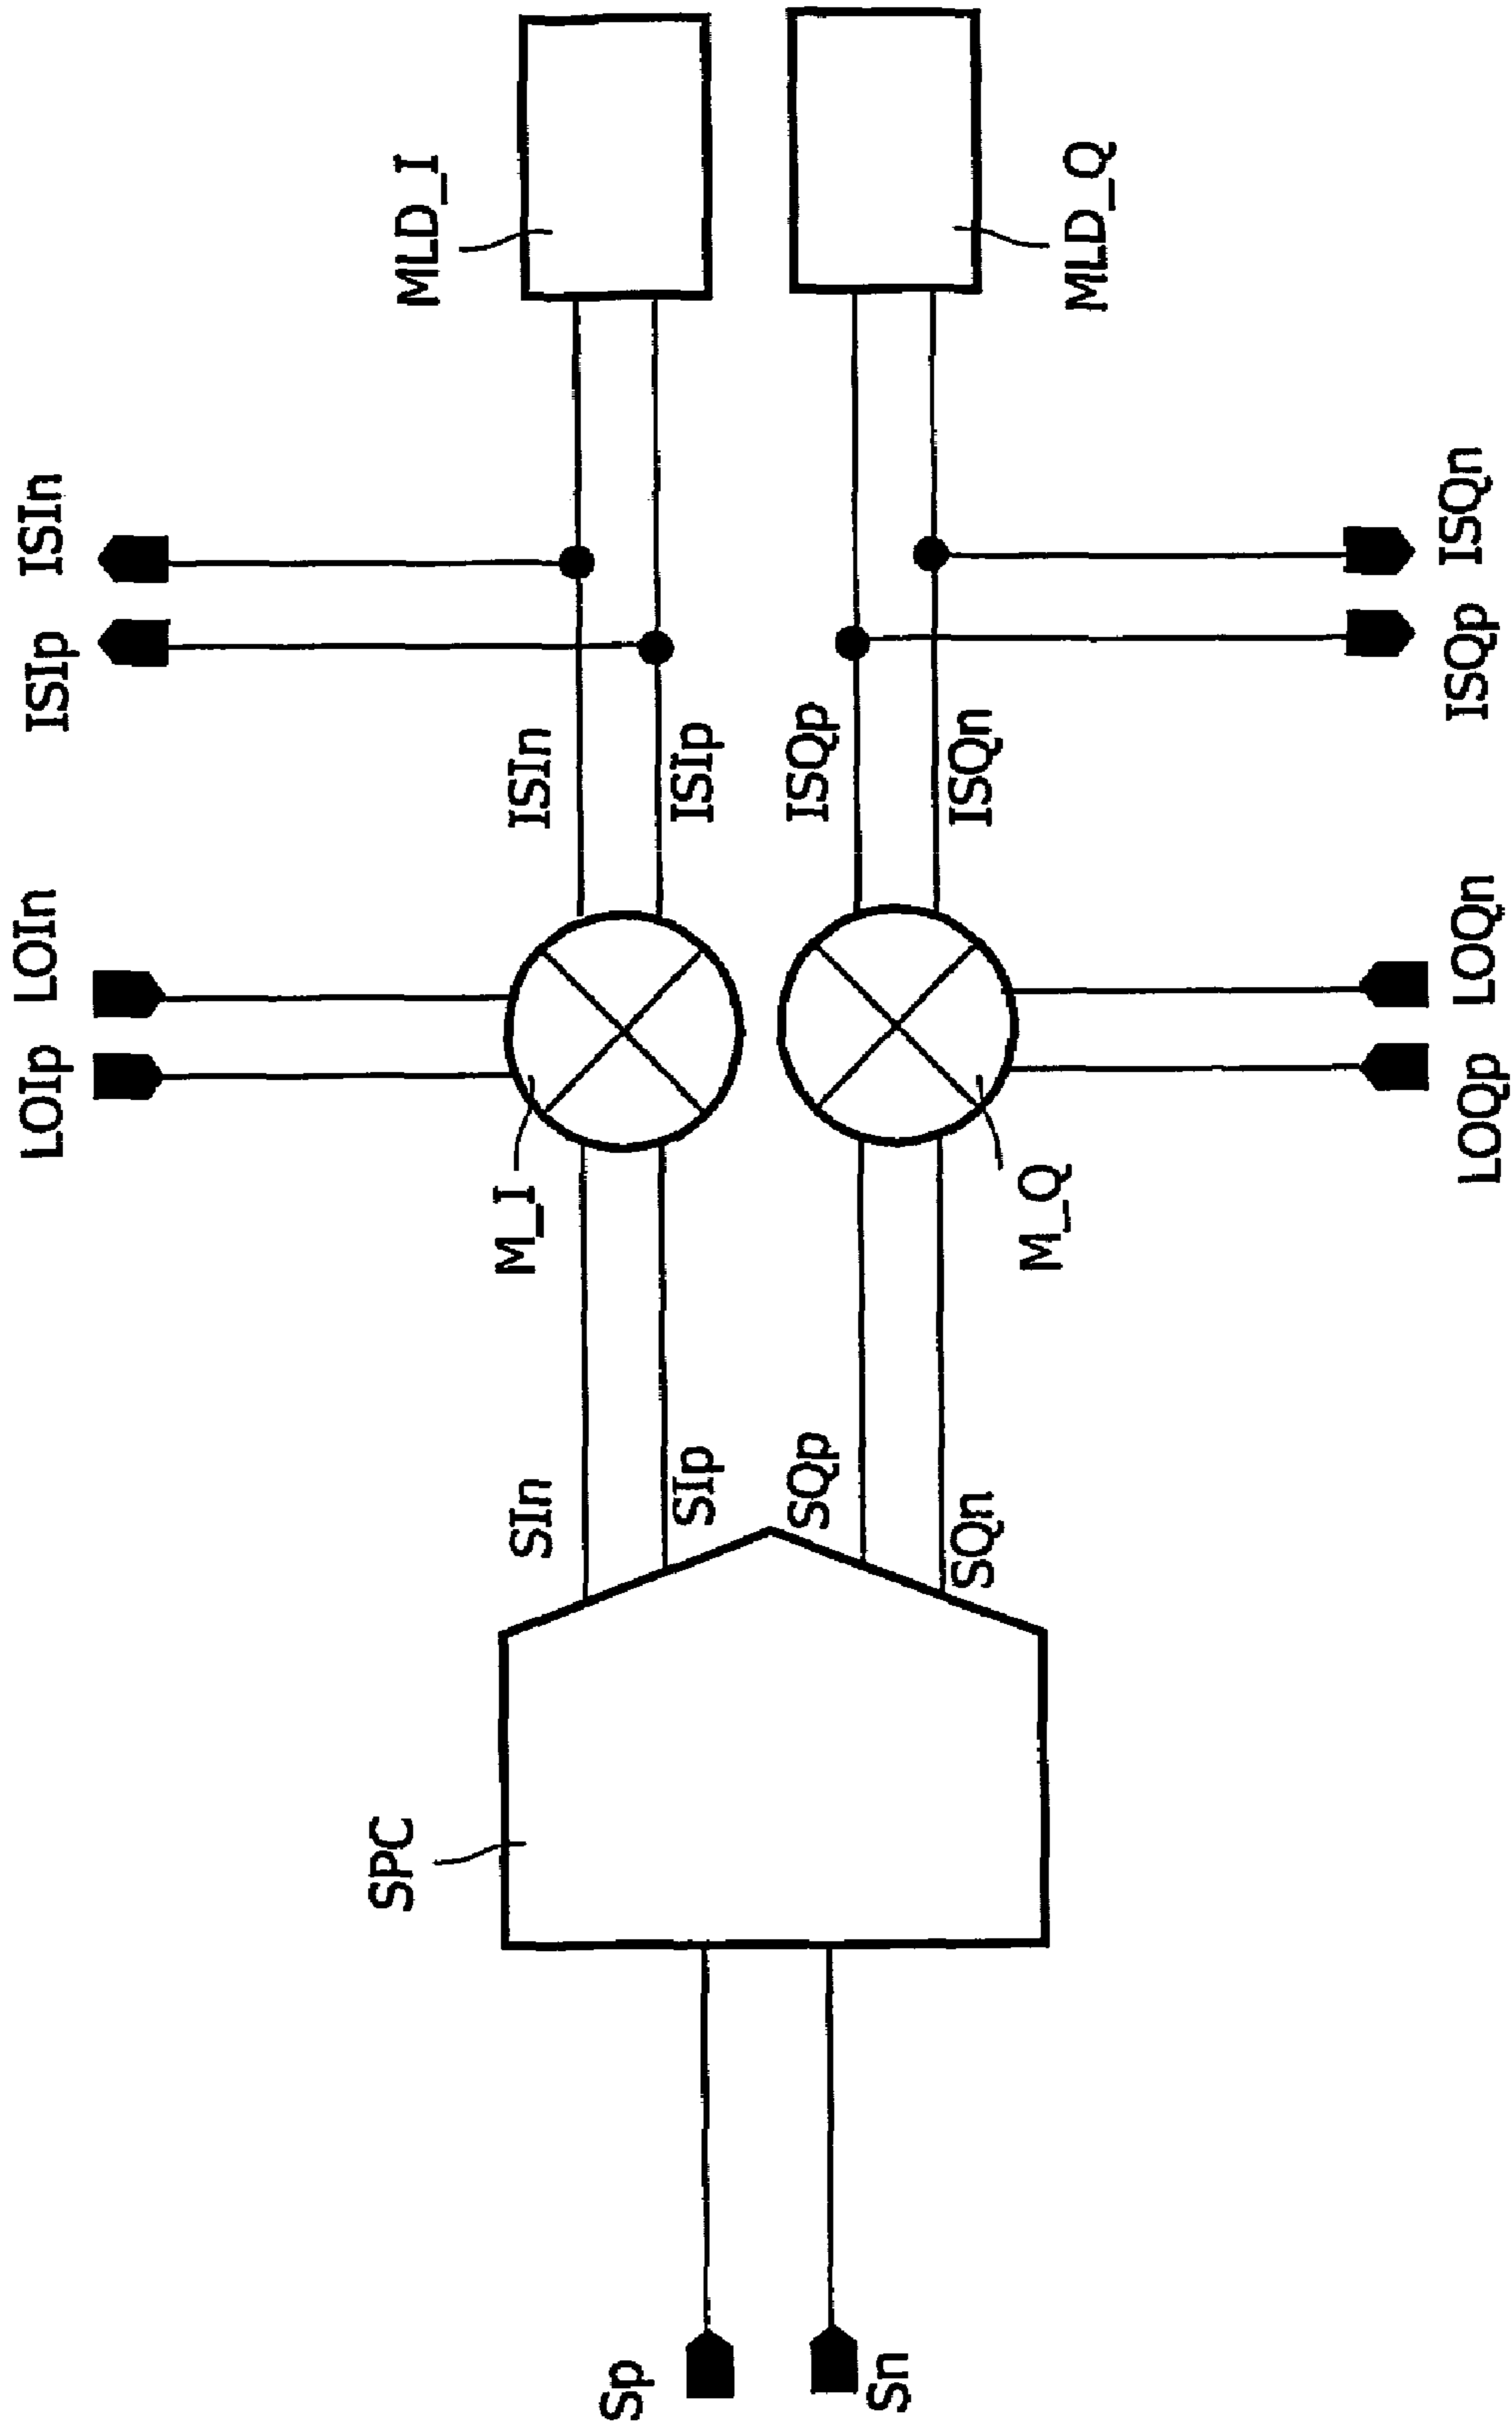 MLD_I
MLD_Q
ISIn
ISIp
ISQn
ISQp
ISIn
ISIp
ISQp
ISQn
LOIn
LOIp
LOQn
LOQp
M_I
M_Q
SIn
SIp
SQp
SQn
SPC
Sp
Sn